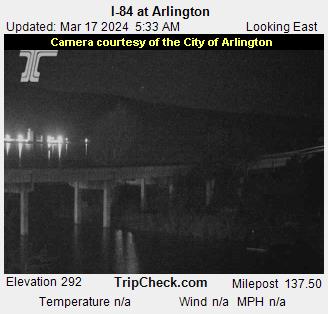 I-84 at Arlington
Updated: Mar 17 2024 5:33 AM Looking East
Camera courtesy of the City of Arlington
Elevation 292 TripCheck.com Milepost 137.50
Temperature n/a Wind n/a MPH n/a